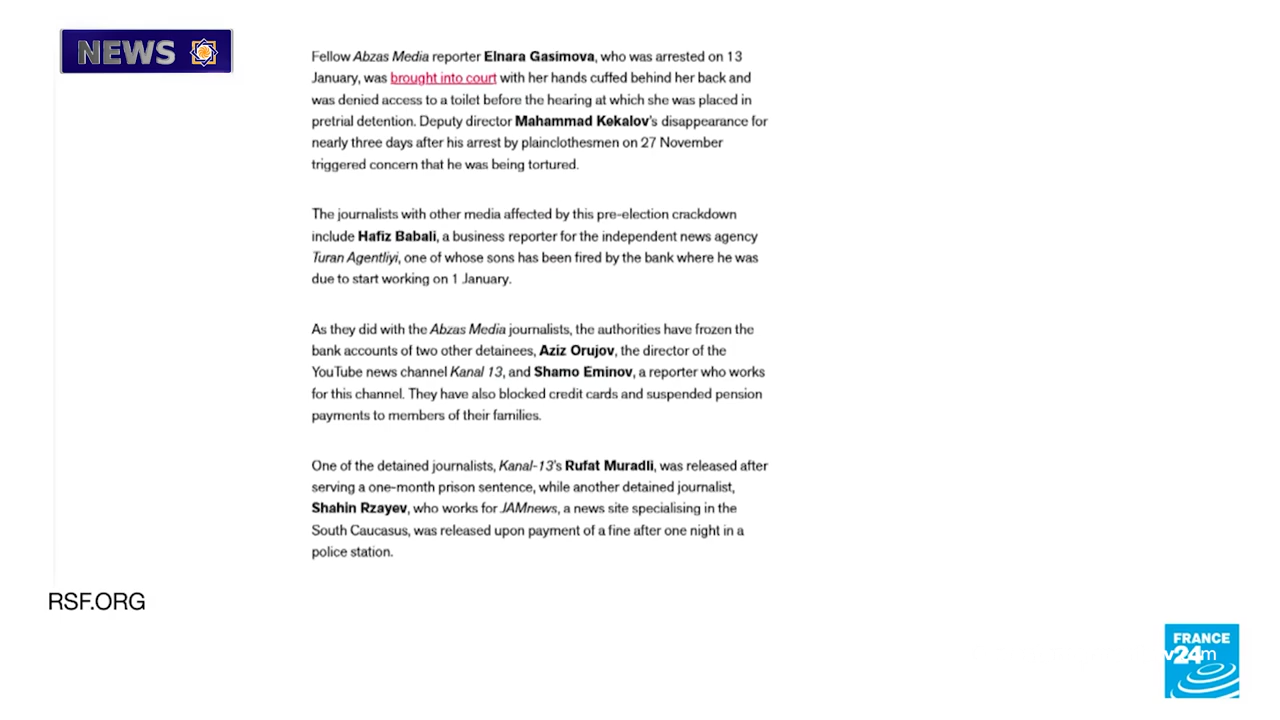 NEWS
Fellow Abzas Media reporter Elnara Gasimova, who was arrested on 13
January, was brought into court with her hands cuffed behind her back and
was denied access to a toilet before the hearing at which she was placed in
pretrial detention. Deputy director Mahammad Kekalov's disappearance for
nearly three days after his arrest by plainclothesmen on 27 November
triggered concern that he was being tortured.
The journalists with other media affected by this pre-election crackdown
include Hafiz Babali, a business reporter for the independent news agency
Turan Agentliyi, one of whose sons has been fired by the bank where he was
due to start working on 1 January.
As they did with the Abzas Media journalists, the authorities have frozen the
bank accounts of two other detainees, Aziz Orujov, the director of the
YouTube news channel Kanal 13, and Shamo Eminov, a reporter who works
for this channel. They have also blocked credit cards and suspended pension
payments to members of their families.
One of the detained journalists, Kanal-13's Rufat Muradli, was released after
serving a one-month prison sentence, while another detained journalist,
Shahin Rzayev, who works for JAMnews, a news site specialising in the
South Caucasus, was released upon payment of a fine after one night in a
police station.
RSF.ORG
FRANCE
24